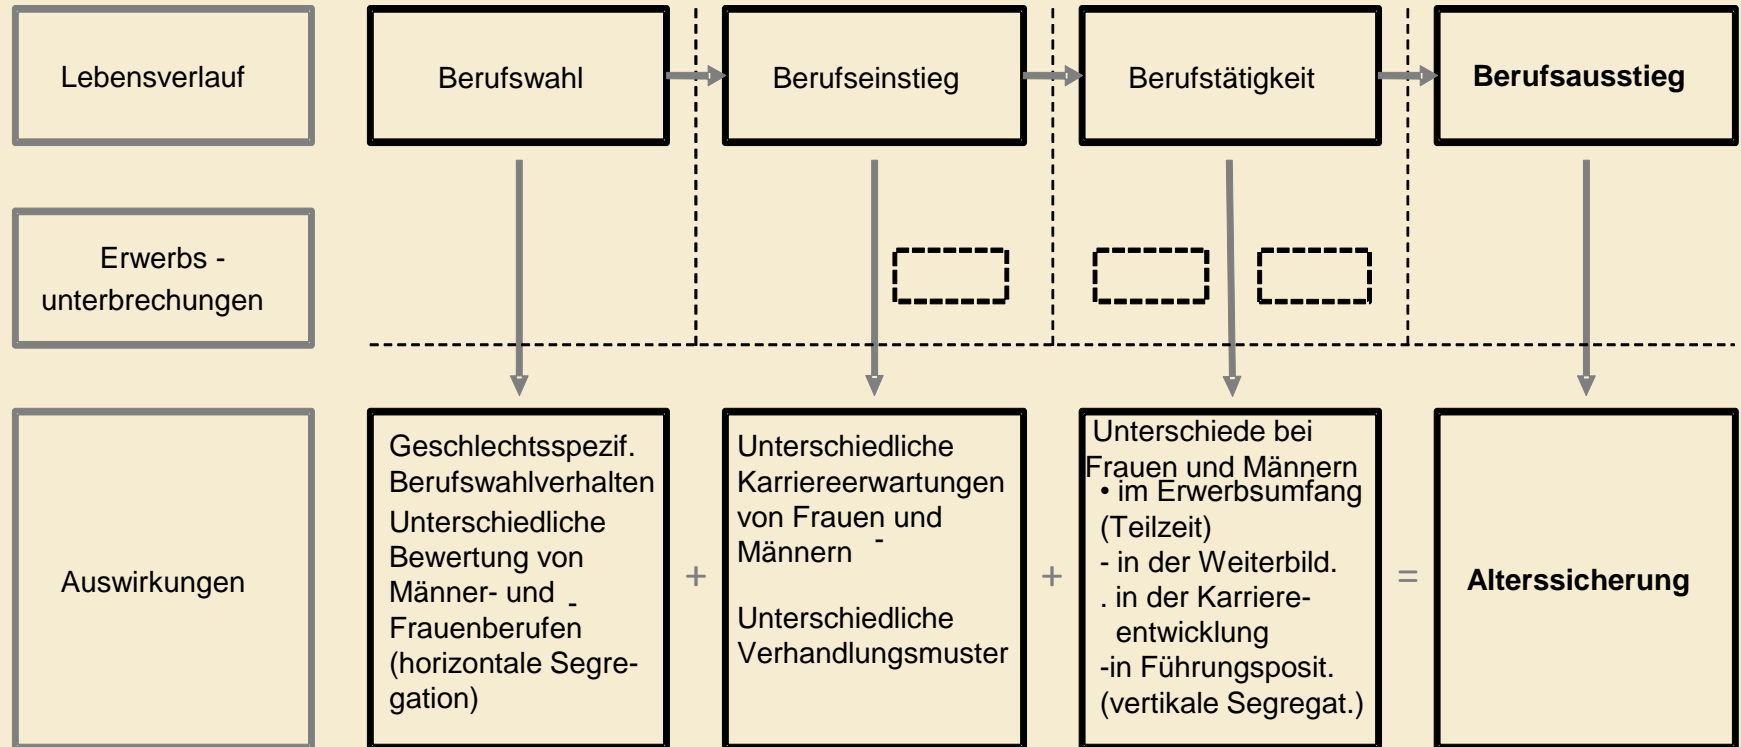 Lebensverlauf
Berufswahl
Berufseinstieg
Berufstätigkeit
Berufsausstieg
Erwerbs -
unterbrechungen
Auswirkungen
Geschlechtsspezif.
Berufswahlverhalten
Unterschiedliche
Bewertung von
Männer- und -
Frauenberufen
(horizontale Segre-
gation)
+
Unterschiedliche
Karriereerwartungen
von Frauen und
Männern -
Unterschiedliche
Verhandlungsmuster
+
Unterschiede bei
Frauen und Männern
• im Erwerbsumfang
(Teilzeit)
- in der Weiterbild.
. in der Karriere-
entwicklung
-in Führungsposit.
(vertikale Segregat.)
=
Alterssicherung